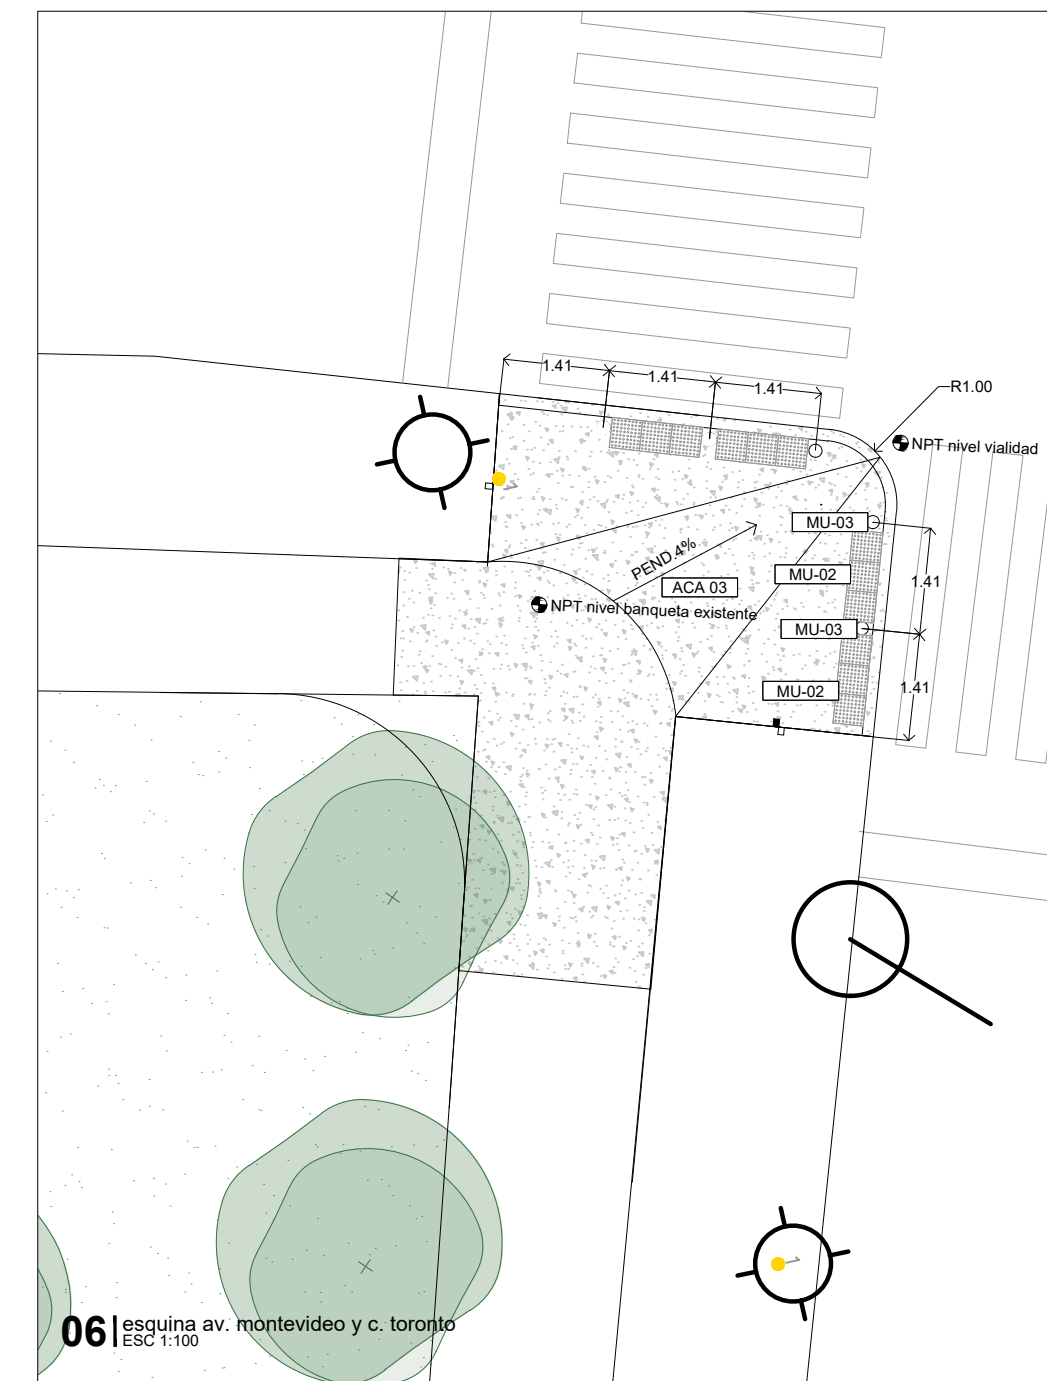 1.41
1.41
1.41
R1.00
NPT nivel vialidad
1
MU-03
PEND 4%
MU-02
ACA 03
1.41
NPT nivel banqueta existente
MU-03
1.41
MU-02
1
06 esquina av. montevideo y c. toronto
ESC 1:100